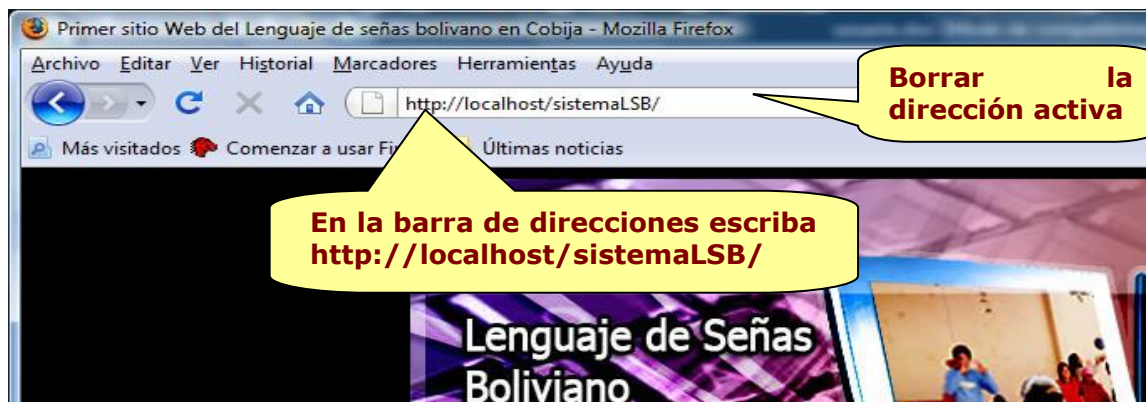 Primer sitio Web del Lenguaje de señas bolivano en Cobija - Mozilla Firefox
Archivo Editar Ver Historial Marcadores Herramientas Ayuda
http://localhost/sistemaLSB/
Borrar la
dirección activa
Más visitados Comenzar a usar Últimas noticias
En la barra de direcciones escriba
http://localhost/sistemaLSB/
Lenguaje de Señas
Boliviano